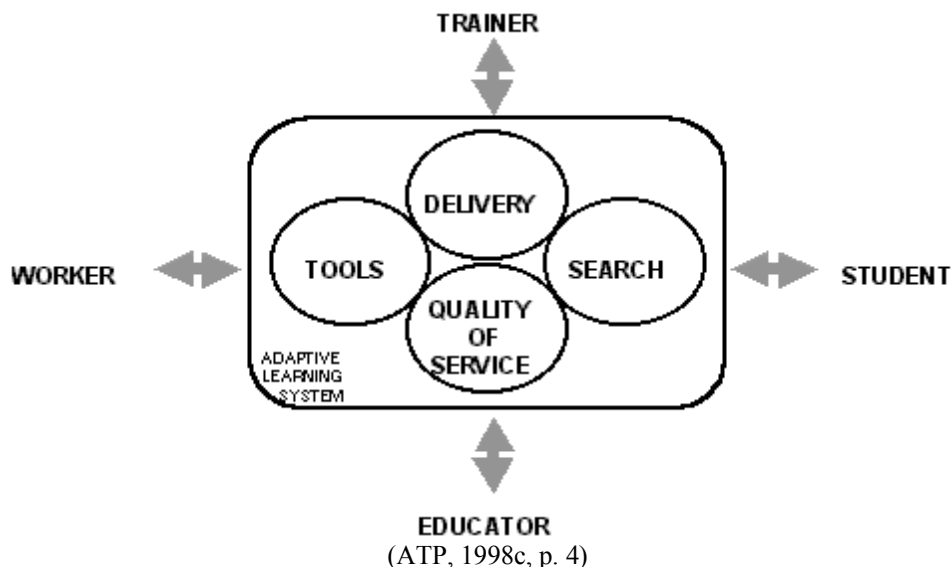 TRAINER
DELIVERY
WORKER
TOOLS
SEARCH
STUDENT
QUALITY
OF
SERVICE
ADAPTIVE
LEARNING
SYSTEM
EDUCATOR
(ATP, 1998c, p. 4)